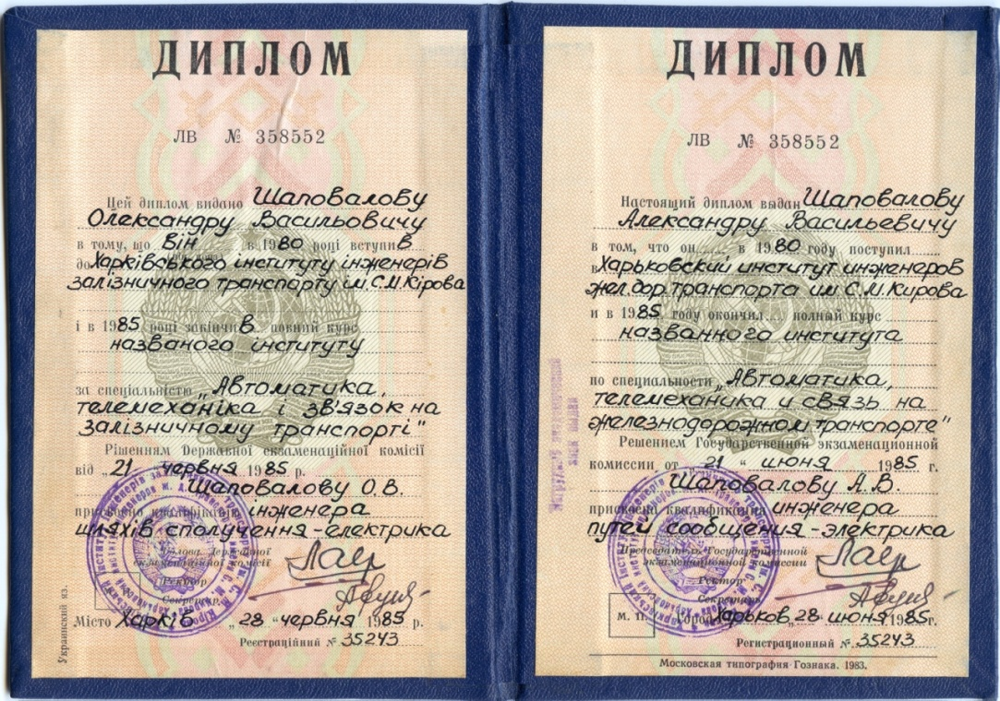 ДИПЛОМ
ЛВ № 358552
Цей диплом видано Шаповалову
Олександру Васильовичу
в тому, що він в 1980 році вступив
до Харківського інституту інженерів
залізничного транспорту ім. С.М. Кірова
і в 1985 році закінчив повний курс
названого інституту
за спеціальністю „Автоматика,
телемеханіка і зв'язок на
залізничному транспорті"
Рішенням Державної екзаменаційної комісії
від „21" червня 1985 р.
Шаповалову О.В.
присвоєно кваліфікацію інженера
шляхів сполучення-електрика
Голова Державної
екзаменаційної комісії
Ректор
Секретар
Місто Харків „28" червня 1985 р.
Реєстраційний № 35243
Украинский яз.
ДИПЛОМ
ЛВ № 358552
Настоящий диплом выдан Шаповалову
Александру Васильевичу
в том, что он в 1980 году поступил
в Харьковский институт инженеров
жел.дор.транспорта им С.М.Кирова
и в 1985 году окончил полный курс
названного института
по специальности „Автоматика,
телемеханика и связь на
железнодорожном транспорте"
Решением Государственной экзаменационной
комиссии от „21" июня 1985 г.
Шаповалову А.В.
присвоена квалификация инженера
путей сообщения-электрика
Председатель Государственной
экзаменационной комиссии
Ректор
Секретарь
М. П. Город Харьков, 28 июня 1985г.
Регистрационный № 35243
Московская типография Гознака. 1983.